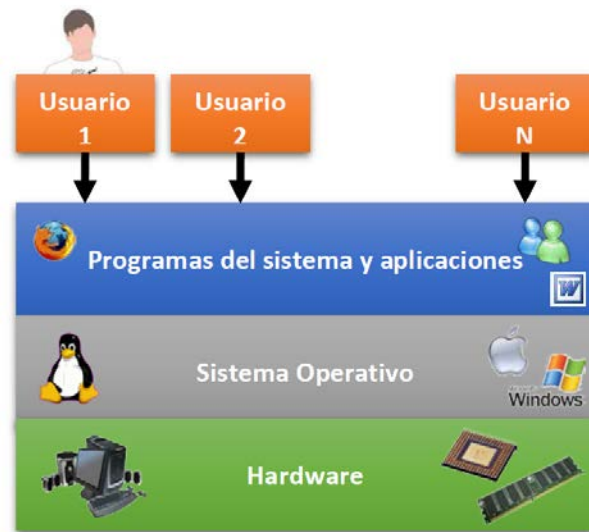 Usuario
1
Usuario
2
Usuario
N
Programas del sistema y aplicaciones
W
Sistema Operativo
Windows
Hardware